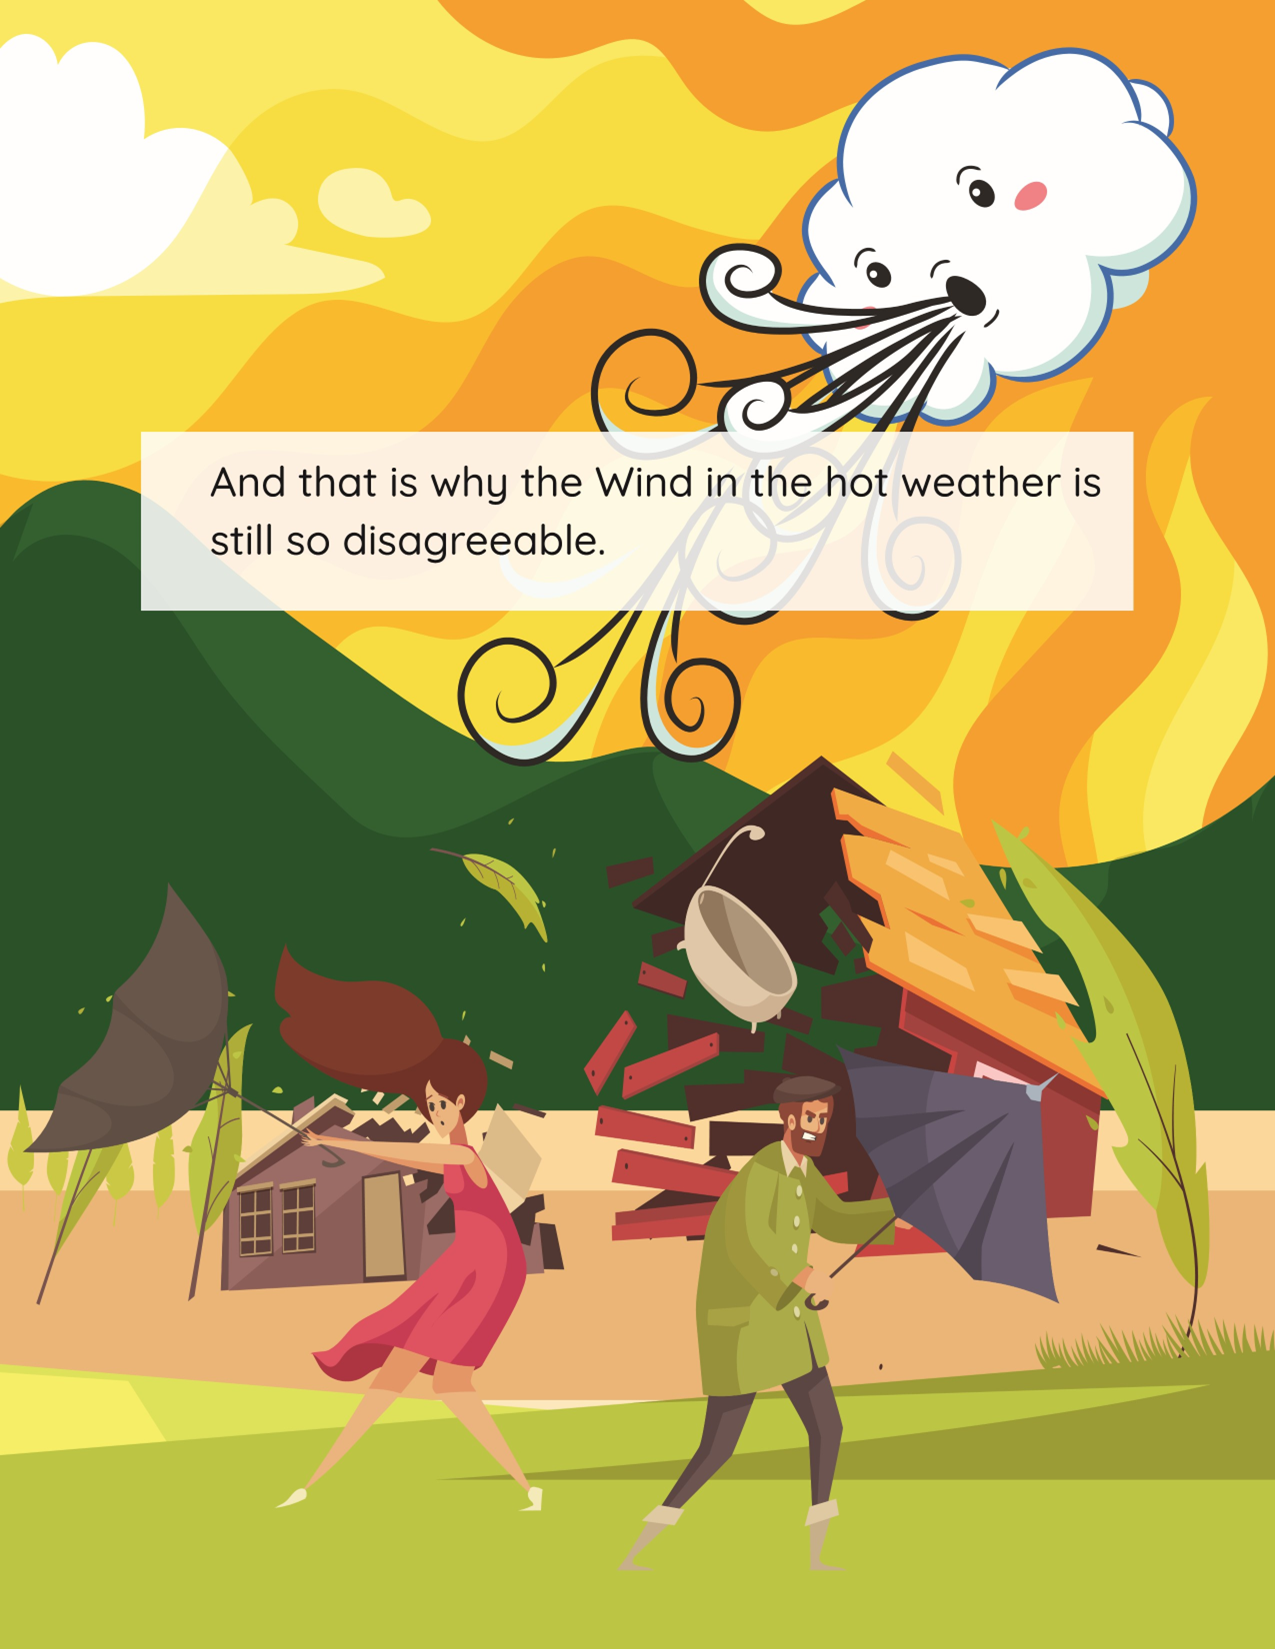 And that is why the Wind in the hot weather is
still so disagreeable.